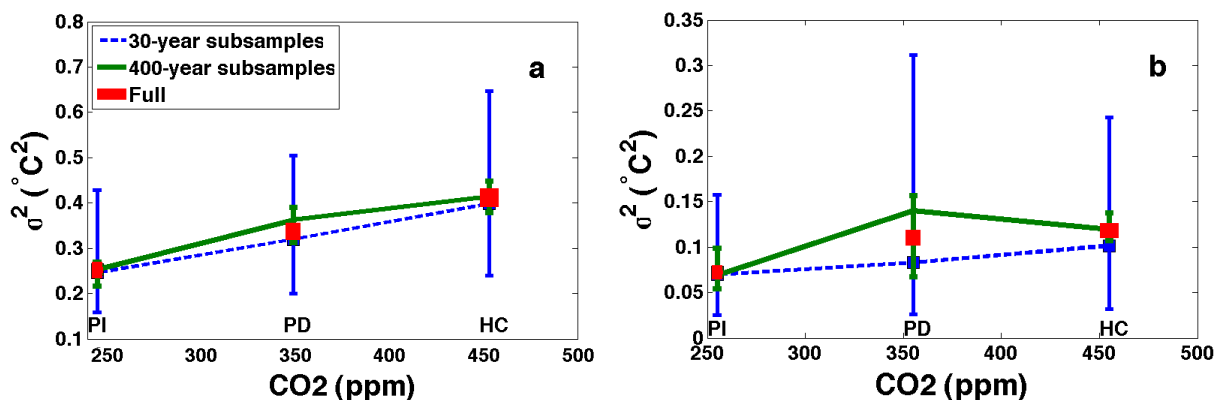 0.8
0.7
0.6
0.5
0.4
0.3
0.2
0.1
σ² (°C²)
30-year subsamples
400-year subsamples
Full
a
PI
PD
HC
250 300 350 400 450 500
CO2 (ppm)
0.35
0.3
0.25
0.2
0.15
0.1
0.05
0
σ² (°C²)
b
PI
PD
HC
250 300 350 400 450 500
CO2 (ppm)